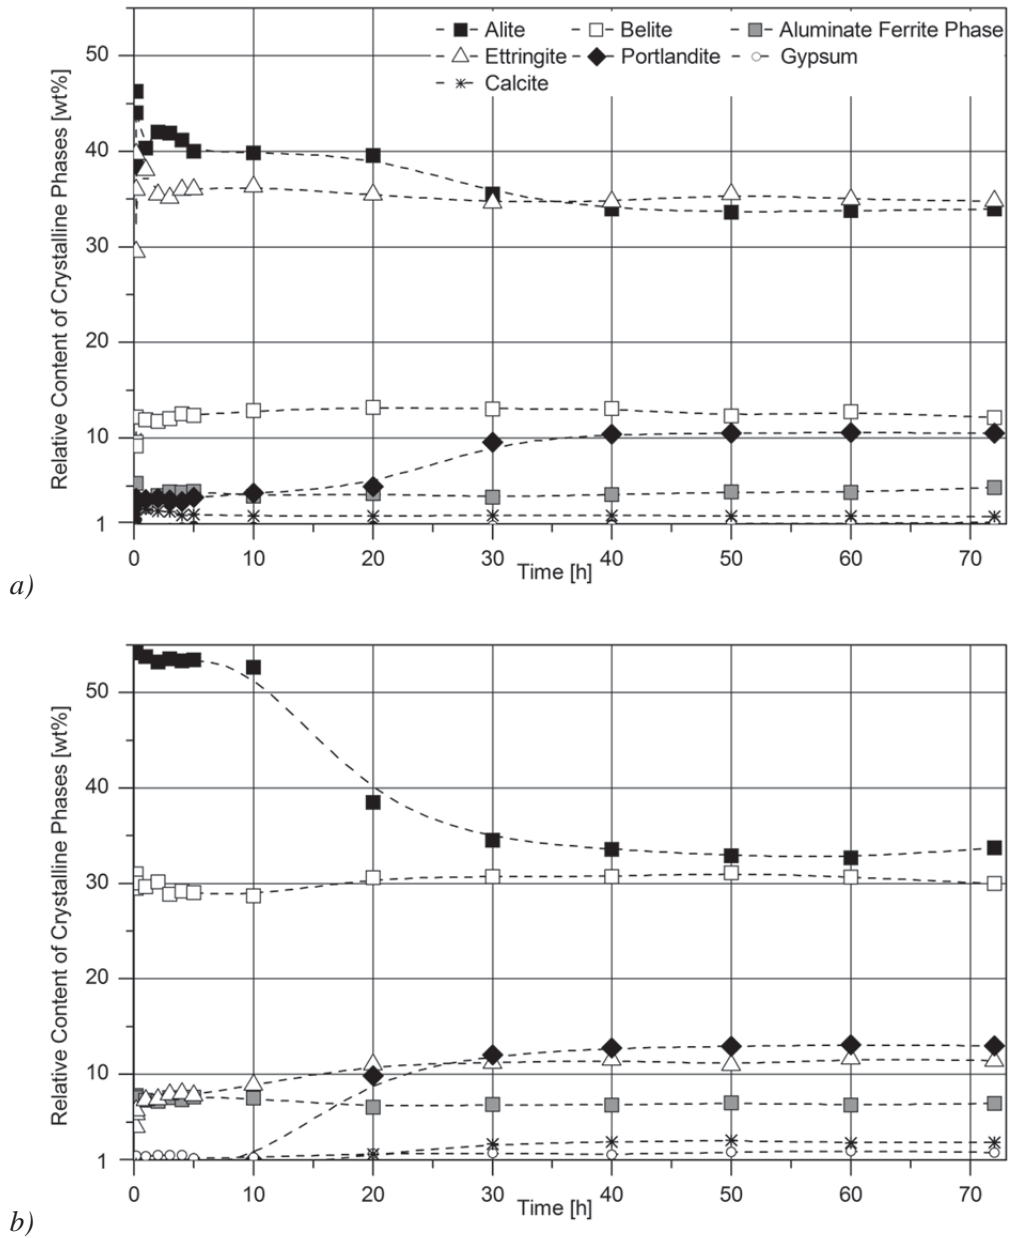 Alite Belite Aluminate Ferrite Phase
Ettringite Portlandite Gypsum
Calcite
Relative Content of Crystalline Phases [wt%]
50
40
30
20
10
1
0 10 20 30 40 50 60 70
Time [h]
a)
Relative Content of Crystalline Phases [wt%]
50
40
30
20
10
1
0 10 20 30 40 50 60 70
Time [h]
b)